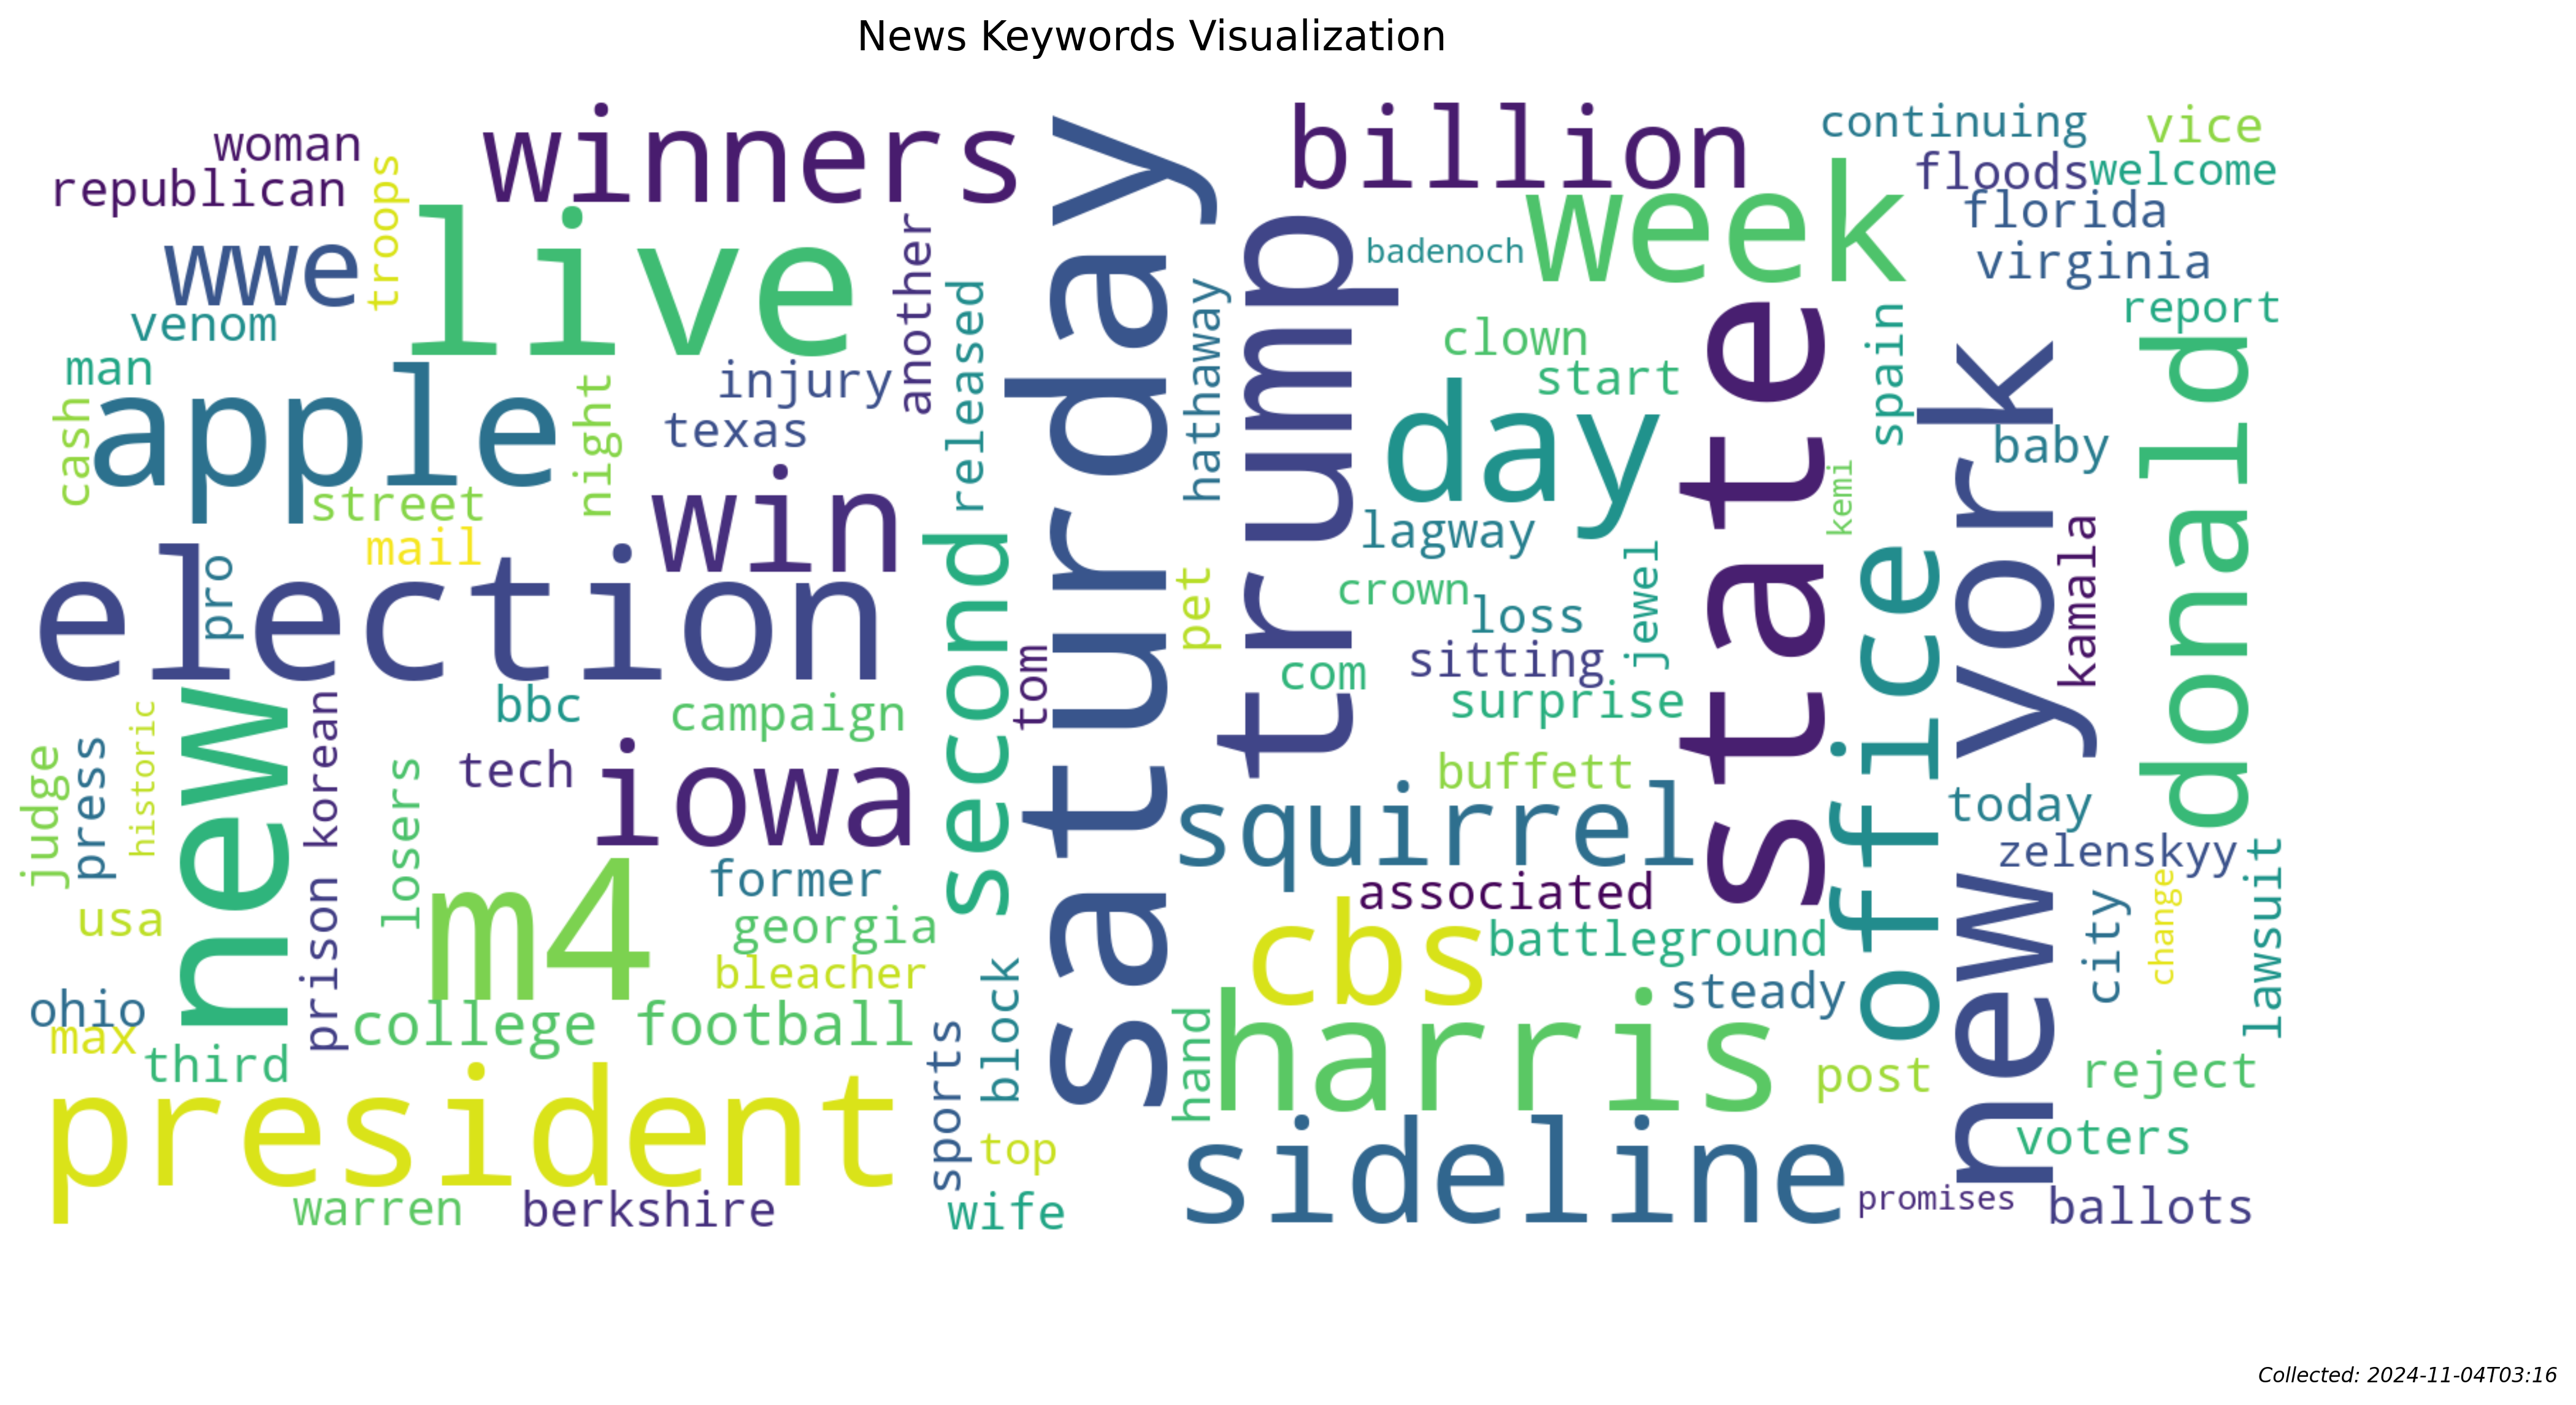 News Keywords Visualization
woman
republican
troops
winners
billion
continuing
vice
floods
welcome
florida
virginia
wwe
live
another
saturday
trump
badenoch
week
venom
man
released
hathaway
clown
start
state
spain
report
apple
cash
night
injury
texas
day
new york
baby
donald
street
mail
win
lagway
kemi
election
pro
second
pet
crown
loss
jewel
office
kamala
tom
com
sitting
surprise
bbc
campaign
judge
press
historic
new
prison
korean
losers
tech
iowa
buffett
squirrel
today
zelenskyy
usa
m4
former
georgia
bleacher
associated
cbs
battleground
steady
city
change
lawsuit
ohio
max
third
college football
block
sports
hand
harris
post
reject
president
top
sideline
voters
warren
berkshire
wife
promises
ballots
Collected: 2024-11-04T03:16